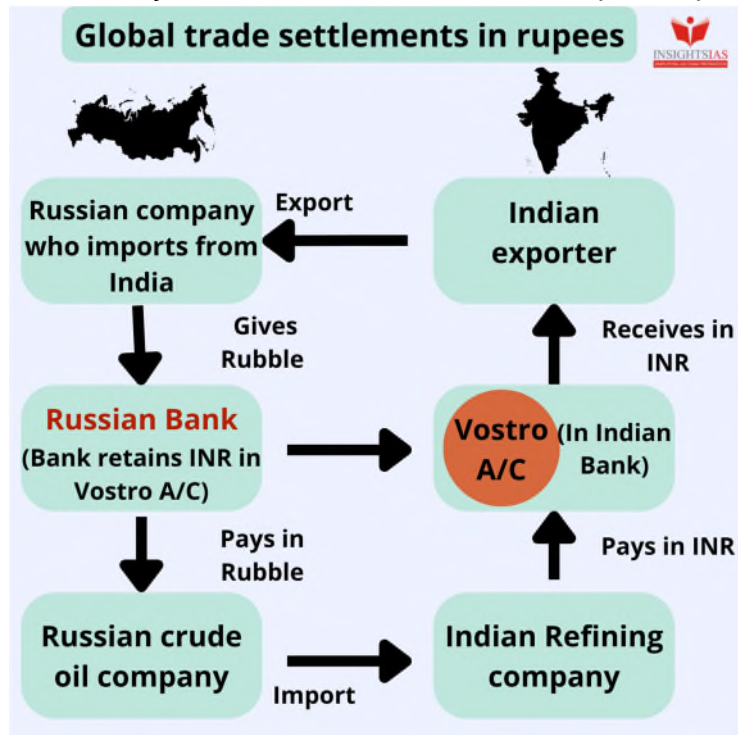 Global trade settlements in rupees
INSIGHTSIAS
Export
Russian company
who imports from
India
Indian
exporter
Gives
Rubble
Receives in
INR
Russian Bank
(Bank retains INR in
Vostro A/C)
Vostro
A/C
(In Indian
Bank)
Pays in
Rubble
Pays in INR
Russian crude
oil company
Import
Indian Refining
company